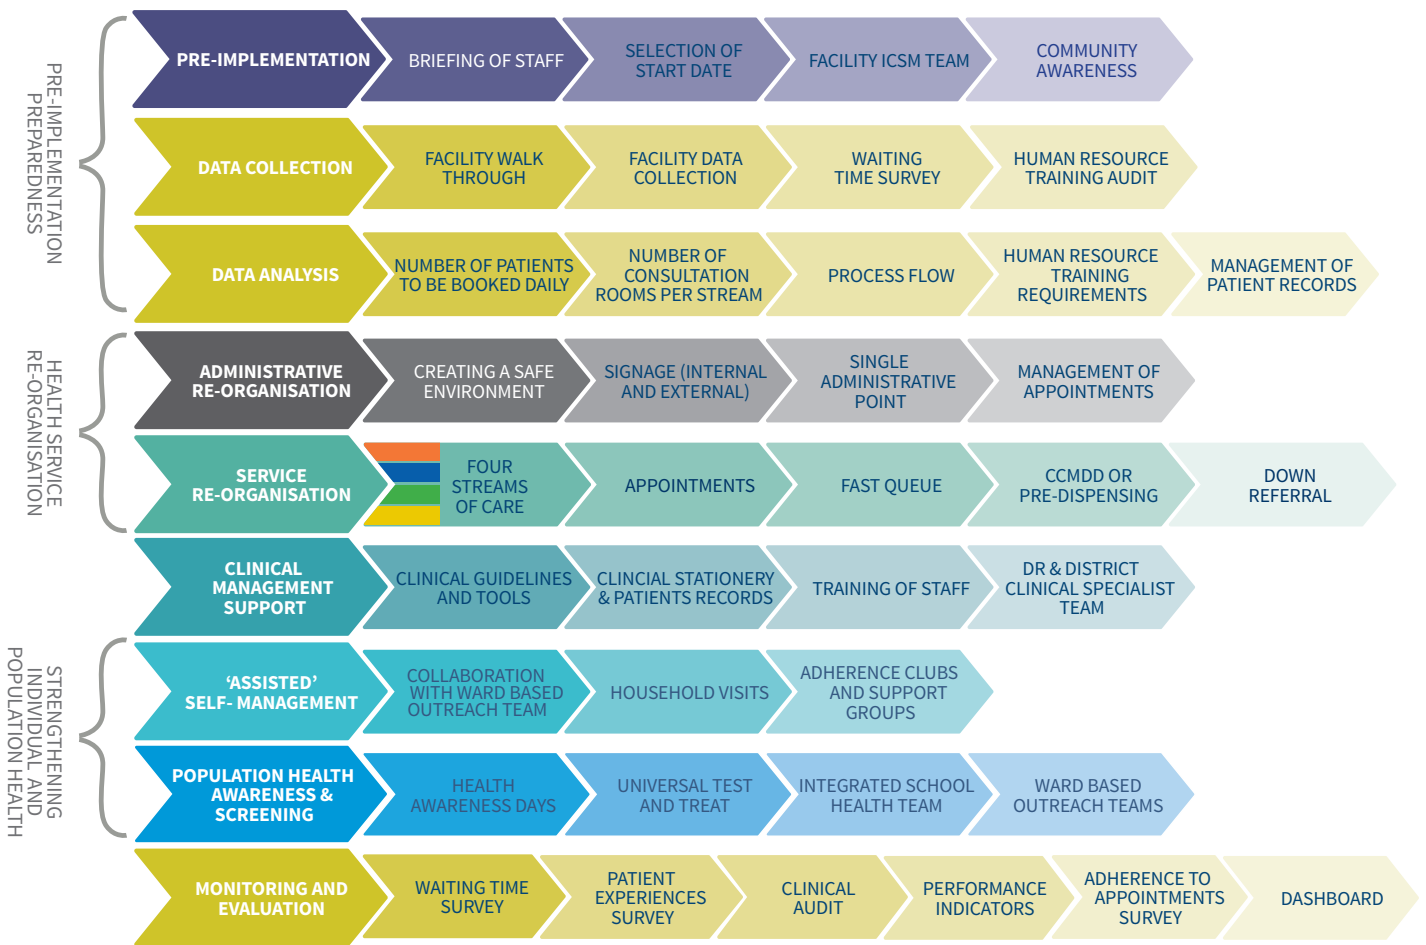 PRE-IMPLEMENTATION
PREPAREDNESS
PRE-IMPLEMENTATION
BRIEFING OF STAFF
SELECTION OF
START DATE
FACILITY ICSM TEAM
COMMUNITY
AWARENESS
DATA COLLECTION
FACILITY WALK
THROUGH
FACILITY DATA
COLLECTION
WAITING
TIME SURVEY
HUMAN RESOURCE
TRAINING AUDIT
DATA ANALYSIS
NUMBER OF PATIENTS
TO BE BOOKED DAILY
NUMBER OF
CONSULTATION
ROOMS PER STREAM
PROCESS FLOW
HUMAN RESOURCE
TRAINING
REQUIREMENTS
MANAGEMENT OF
PATIENT RECORDS
HEALTH SERVICE
RE-ORGANISATION
ADMINISTRATIVE
RE-ORGANISATION
CREATING A SAFE
ENVIRONMENT
SIGNAGE (INTERNAL
AND EXTERNAL)
SINGLE
ADMINISTRATIVE
POINT
MANAGEMENT OF
APPOINTMENTS
SERVICE
RE-ORGANISATION
FOUR
STREAMS
OF CARE
APPOINTMENTS
FAST QUEUE
CCMDD OR
PRE-DISPENSING
DOWN
REFERRAL
CLINICAL
MANAGEMENT
SUPPORT
CLINICAL GUIDELINES
AND TOOLS
CLINCIAL STATIONERY
& PATIENTS RECORDS
TRAINING OF STAFF
DR & DISTRICT
CLINICAL SPECIALIST
TEAM
STRENGTHENING
INDIVIDUAL AND
POPULATION HEALTH
‘ASSISTED’
SELF- MANAGEMENT
COLLABORATION
WITH WARD BASED
OUTREACH TEAM
HOUSEHOLD VISITS
ADHERENCE CLUBS
AND SUPPORT
GROUPS
POPULATION HEALTH
AWARENESS &
SCREENING
HEALTH
AWARENESS DAYS
UNIVERSAL TEST
AND TREAT
INTEGRATED SCHOOL
HEALTH TEAM
WARD BASED
OUTREACH TEAMS
MONITORING AND
EVALUATION
WAITING TIME
SURVEY
PATIENT
EXPERIENCES
SURVEY
CLINICAL
AUDIT
PERFORMANCE
INDICATORS
ADHERENCE TO
APPOINTMENTS
SURVEY
DASHBOARD